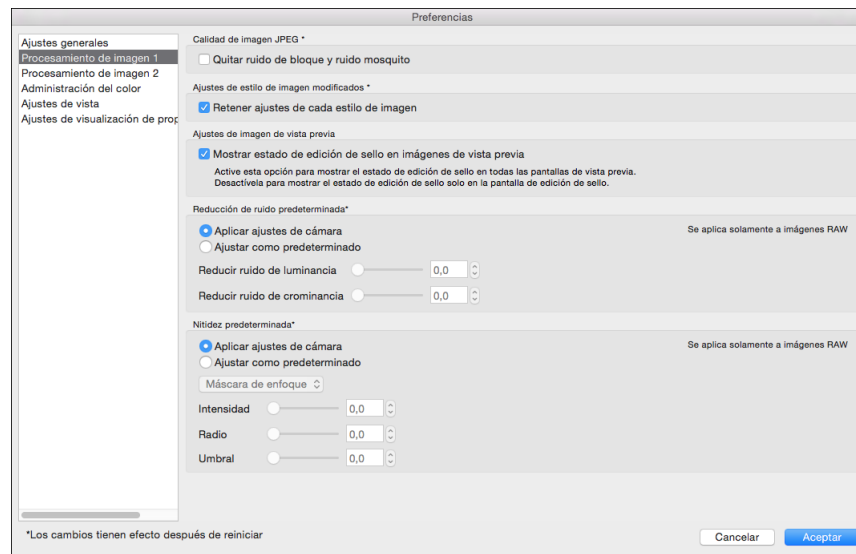 Preferencias
Ajustes generales
Procesamiento de imagen 1
Procesamiento de imagen 2
Administración del color
Ajustes de vista
Ajustes de visualización de prop
Calidad de imagen JPEG *
Quitar ruido de bloque y ruido mosquito
Ajustes de estilo de imagen modificados *
Retener ajustes de cada estilo de imagen
Ajustes de imagen de vista previa
Mostrar estado de edición de sello en imágenes de vista previa
Active esta opción para mostrar el estado de edición de sello en todas las pantallas de vista previa.
Desactívela para mostrar el estado de edición de sello solo en la pantalla de edición de sello.
Reducción de ruido predeterminada*
Aplicar ajustes de cámara
Se aplica solamente a imágenes RAW
Ajustar como predeterminado
Reducir ruido de luminancia 0,0
Reducir ruido de crominancia 0,0
Nitidez predeterminada*
Aplicar ajustes de cámara
Se aplica solamente a imágenes RAW
Ajustar como predeterminado
Máscara de enfoque
Intensidad 0,0
Radio 0,0
Umbral 0,0
*Los cambios tienen efecto después de reiniciar
Cancelar
Aceptar